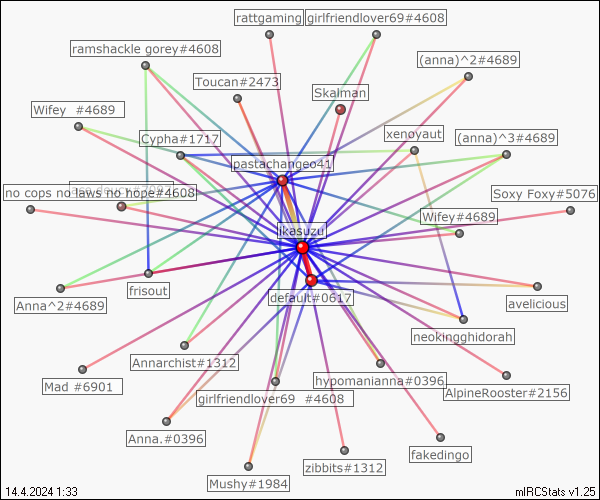 rattgaming
girlfriendlover69#4608
ramshackle gorey#4608
(anna)^2#4689
Toucan#2473
Skalman
Wifey #4689
xenoyaut
Cypha#1717
(anna)^3#4689
pastachangeo41
no cops no laws no hope#4608
Soxy Foxy#5076
Wifey#4689
ikasuzu
frisout
default#0617
Anna^2#4689
avelicious
neokingghidorah
Annarchist#1312
Mad #6901
hypomanianna#0396
AlpineRooster#2156
girlfriendlover69 #4608
Anna.#0396
fakedingo
zibbits#1312
Mushy#1984
14.4.2024 1:33
mIRCStats v1.25